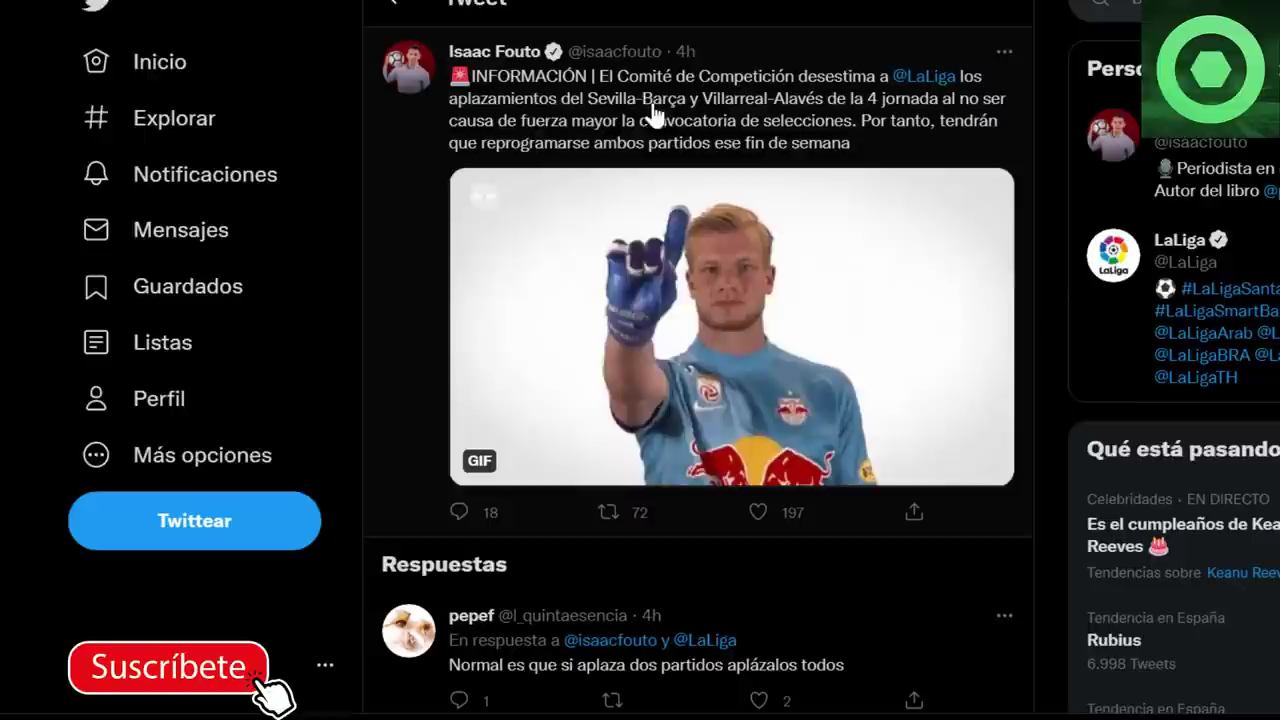 Inicio
Explorar
Notificaciones
Mensajes
Guardados
Listas
Perfil
Más opciones
Twittear
Suscríbete
Tweet
Isaac Fouto @isaacfouto · 4h
INFORMACIÓN | El Comité de Competición desestima a @LaLiga los
aplazamientos del Sevilla-Barça y Villarreal-Alavés de la 4 jornada al no ser
causa de fuerza mayor la convocatoria de selecciones. Por tanto, tendrán
que reprogramarse ambos partidos ese fin de semana
GIF
18 72 197
Respuestas
pepef @l_quintaesencia · 4h
En respuesta a @isaacfouto y @LaLiga
Normal es que si aplaza dos partidos aplázalos todos
1 2
Perso
@isaacfouto
Periodista en
Autor del libro
LaLiga
@LaLiga
LaLiga
#LaLigaSanta
#LaLigaSmartBa
@LaLigaArab
@LaLigaBRA
@LaLigaTH
Qué está pasando
Celebridades · EN DIRECTO
Es el cumpleaños de Kea
Reeves
Tendencias sobre Keanu Reev
Tendencia en España
Rubius
6.998 Tweets
Tendencia en España